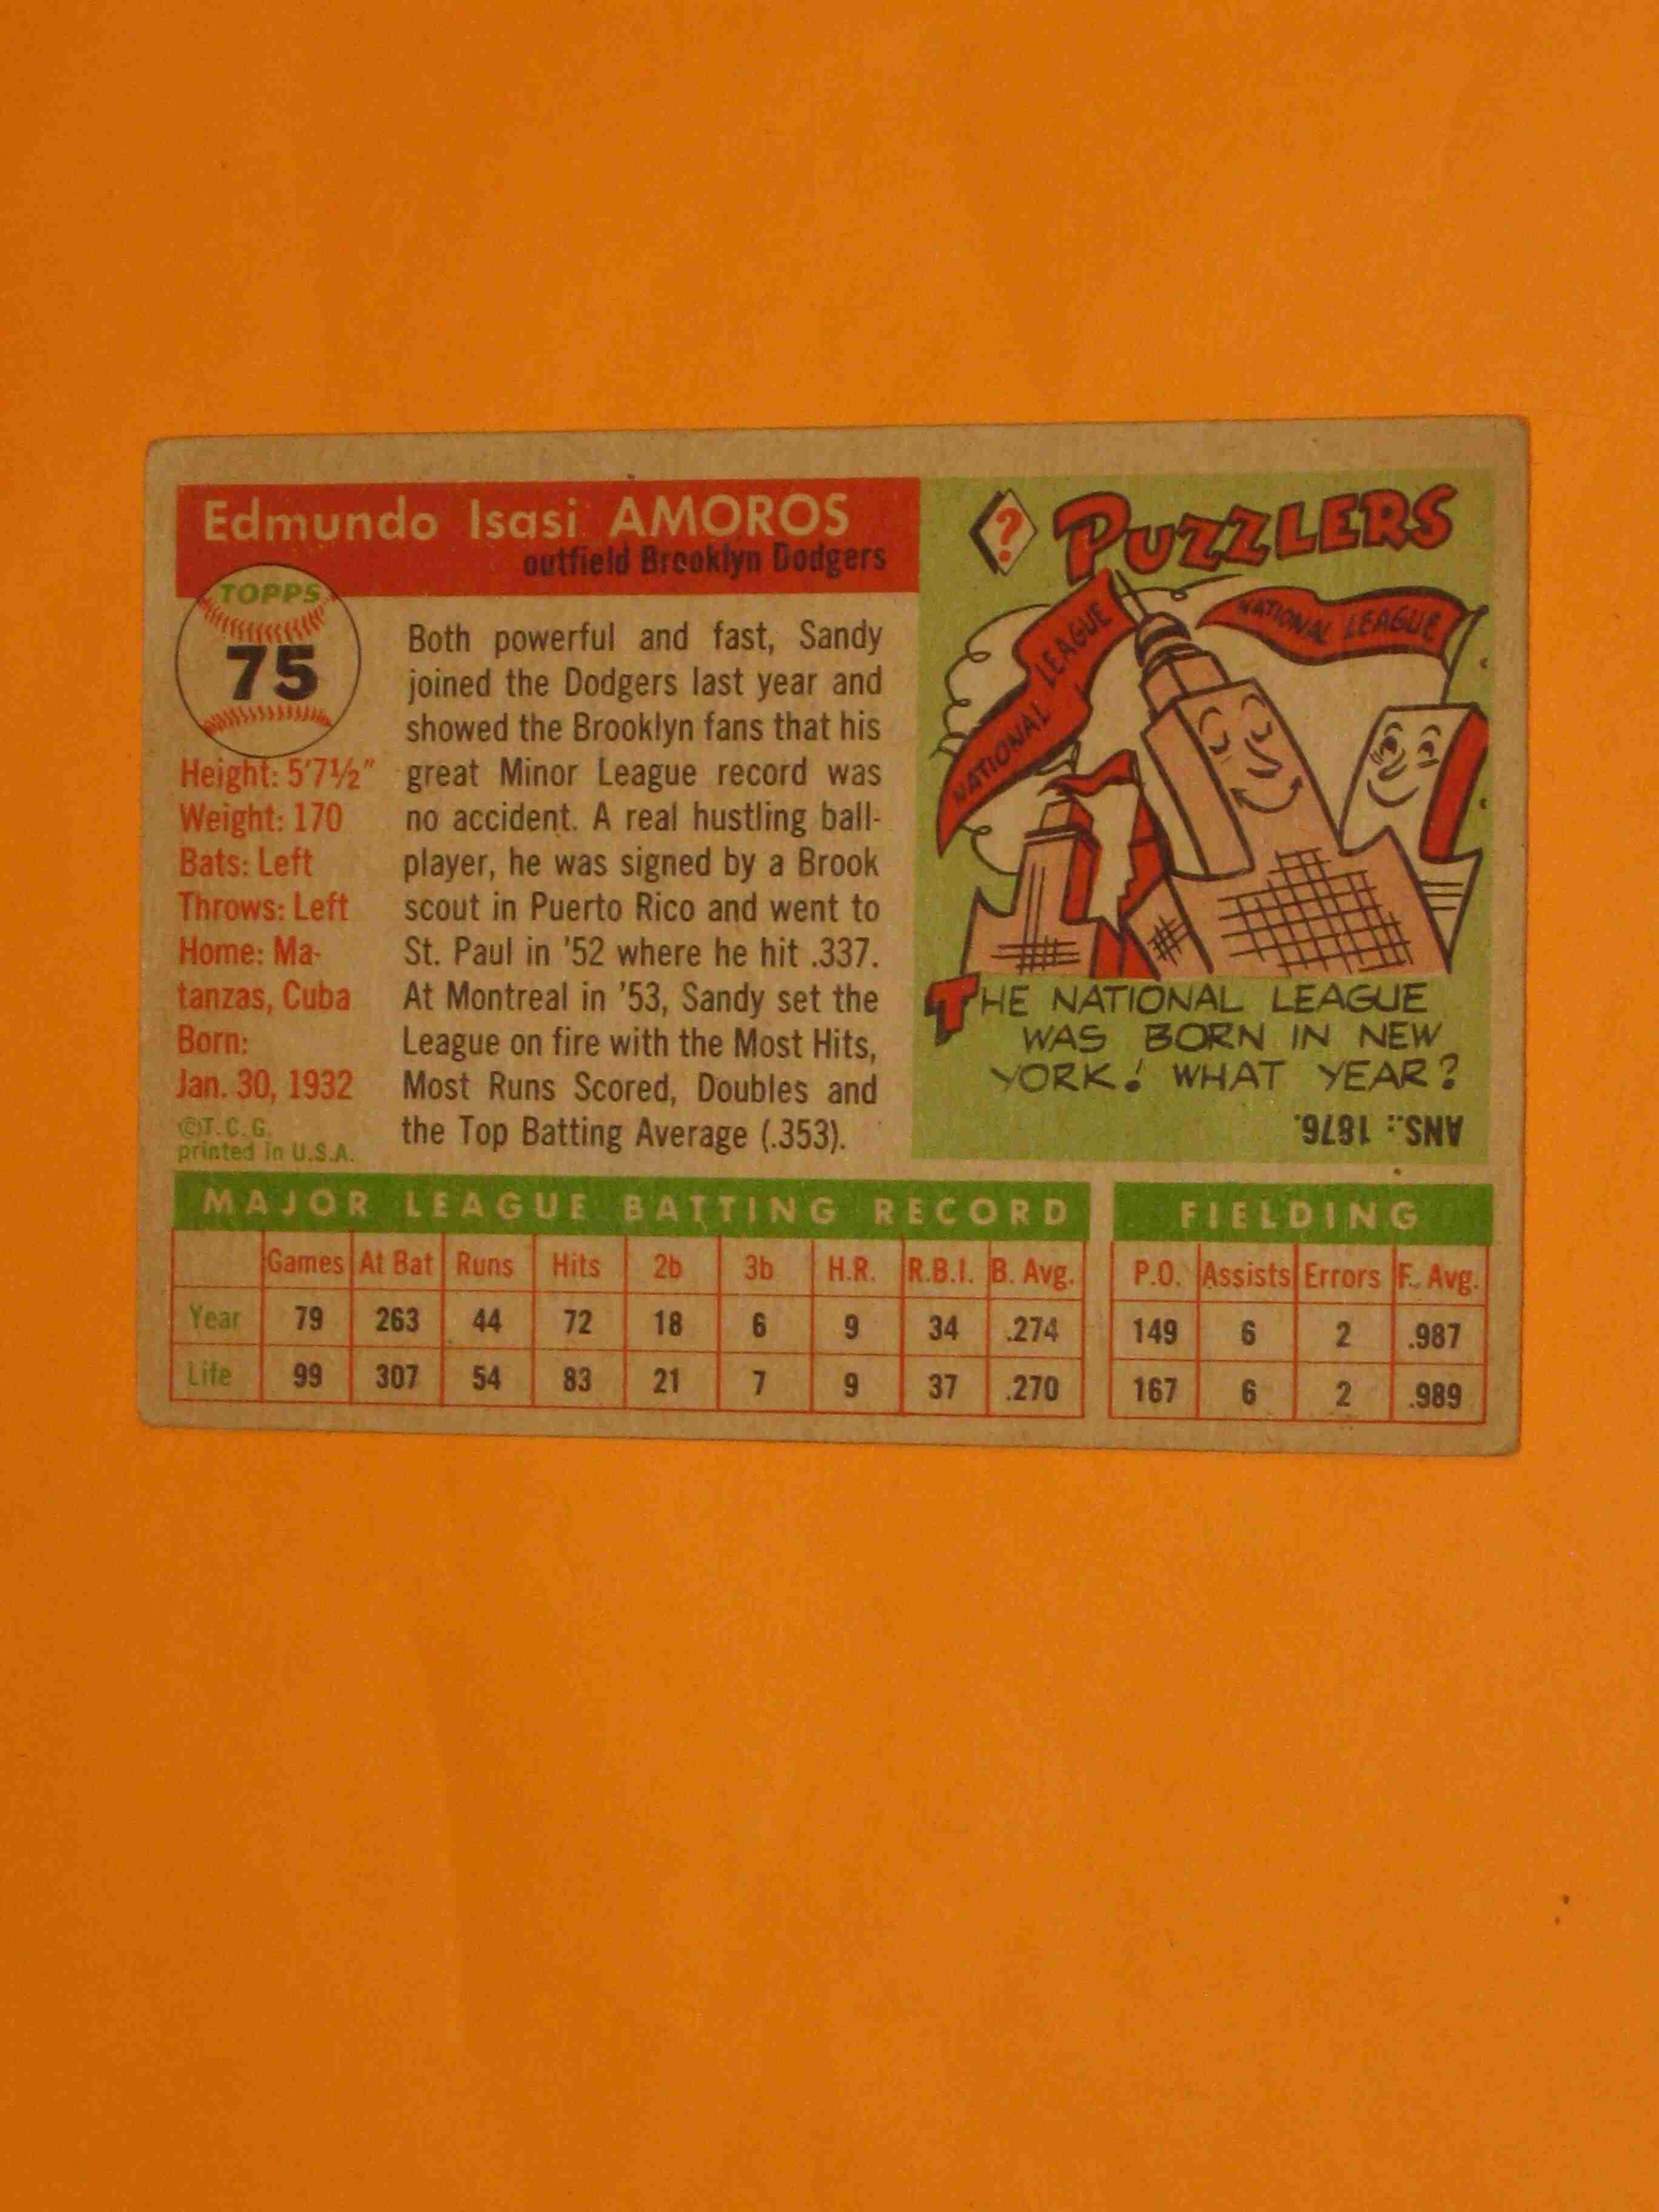 Edmundo Isasi AMOROS
outfield Brooklyn Dodgers
TOPPS
75
Height: 5'7½"
Weight: 170
Bats: Left
Throws: Left
Home: Ma-
tanzas, Cuba
Born:
Jan. 30, 1932
©T.C.G.
printed in U.S.A.
Both powerful and fast, Sandy
joined the Dodgers last year and
showed the Brooklyn fans that his
great Minor League record was
no accident. A real hustling ball-
player, he was signed by a Brook
scout in Puerto Rico and went to
St. Paul in '52 where he hit .337.
At Montreal in '53, Sandy set the
League on fire with the Most Hits,
Most Runs Scored, Doubles and
the Top Batting Average (.353).
?
PUZZLERS
NATIONAL LEAGUE
NATIONAL LEAGUE
THE NATIONAL LEAGUE
WAS BORN IN NEW
YORK! WHAT YEAR?
ANS.: 1876.
MAJOR LEAGUE BATTING RECORD
Games At Bat Runs Hits 2b 3b H.R. R.B.I. B. Avg.
Year 79 263 44 72 18 6 9 34 .274
Life 99 307 54 83 21 7 9 37 .270
FIELDING
P.O. Assists Errors F. Avg.
149 6 2 .987
167 6 2 .989